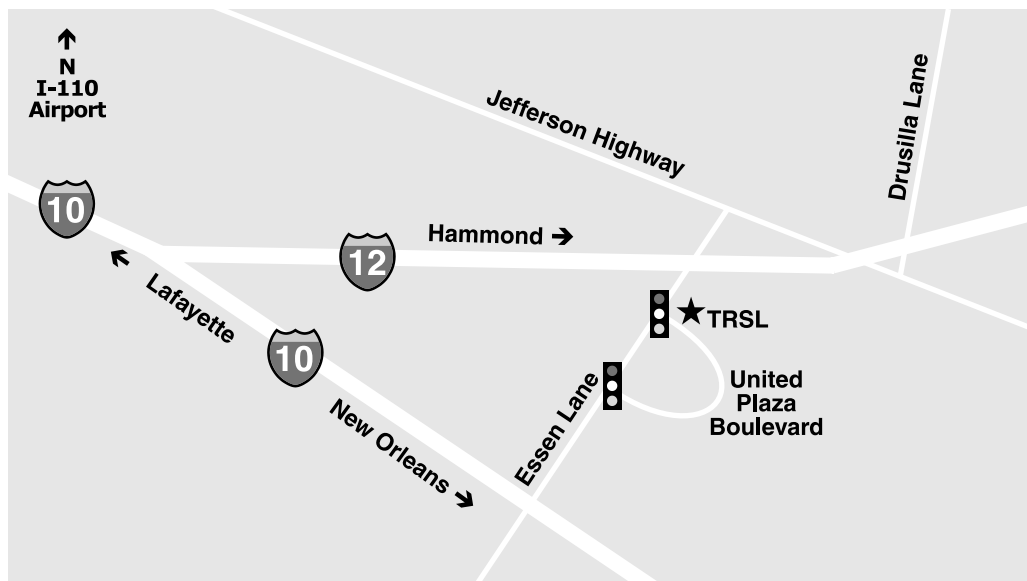 N
I-110
Airport
Jefferson Highway
Drusilla Lane
10
Hammond
12
Lafayette
TRSL
10
United
Plaza
Boulevard
Essen Lane
New Orleans